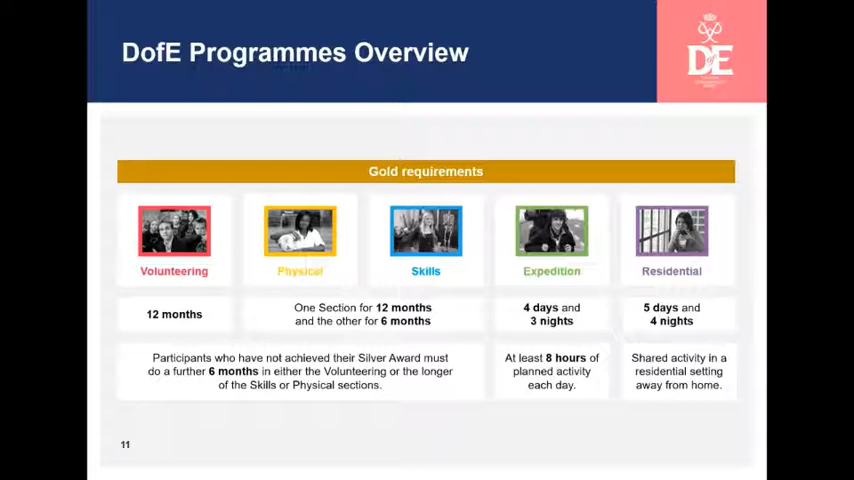 DofE Programmes Overview
DofE
Gold requirements
Volunteering
Physical
Skills
Expedition
Residential
12 months
One Section for 12 months
and the other for 6 months
4 days and
3 nights
5 days and
4 nights
Participants who have not achieved their Silver Award must
do a further 6 months in either the Volunteering or the longer
of the Skills or Physical sections.
At least 8 hours of
planned activity
each day.
Shared activity in a
residential setting
away from home.
11